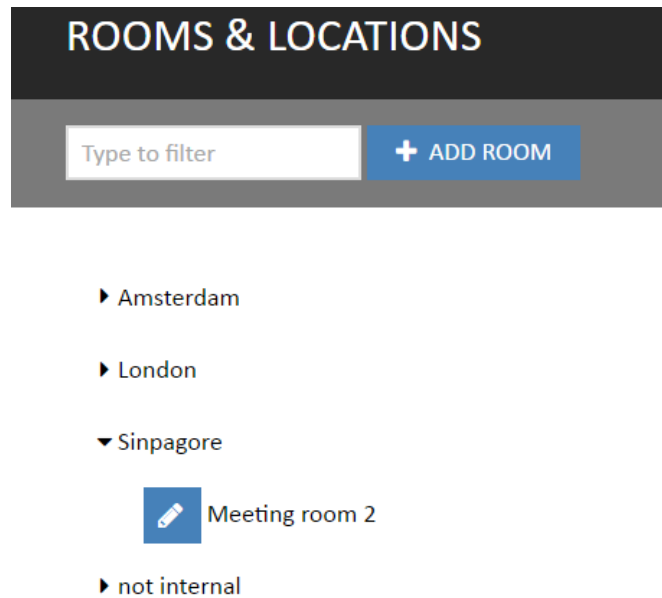 ROOMS & LOCATIONS
Type to filter
ADD ROOM
Amsterdam
London
Sinpagore
Meeting room 2
not internal